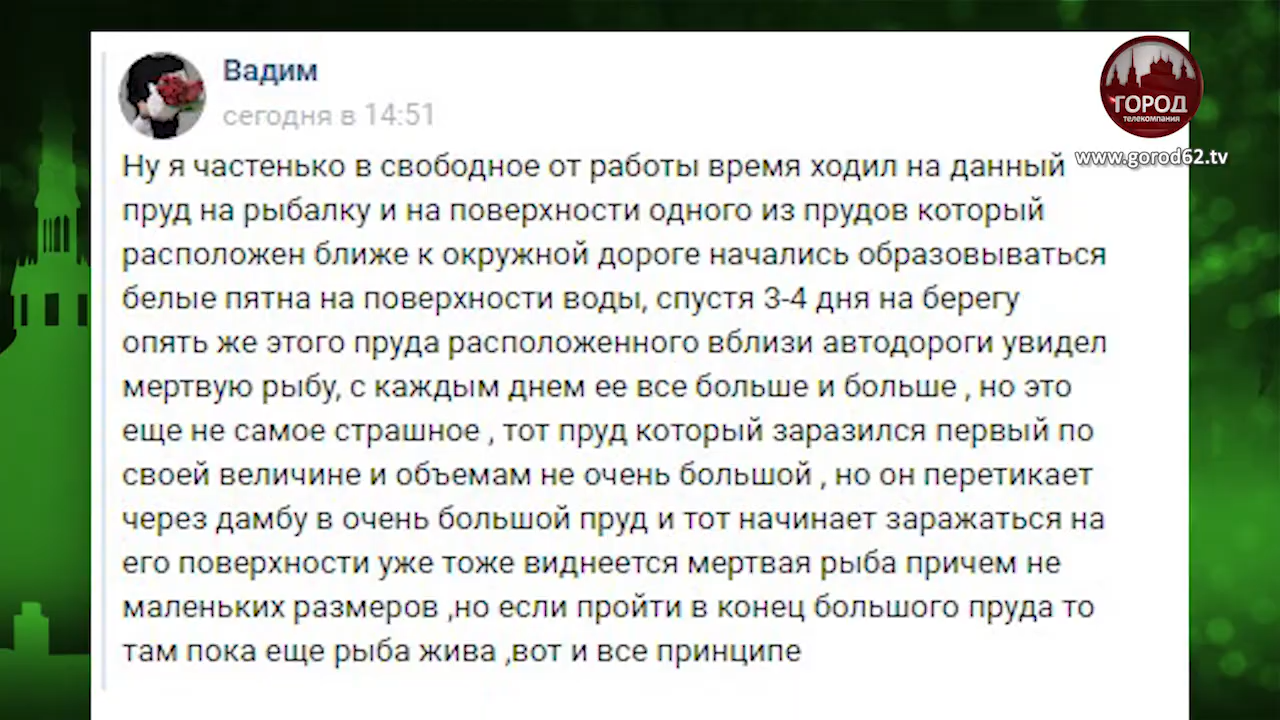 ГОРОД
телекомпания
www.gorod62.tv
Вадим
сегодня в 14:51
Ну я частенько в свободное от работы время ходил на данный
пруд на рыбалку и на поверхности одного из прудов который
расположен ближе к окружной дороге начались образовываться
белые пятна на поверхности воды, спустя 3-4 дня на берегу
опять же этого пруда расположенного вблизи автодороги увидел
мертвую рыбу, с каждым днем ее все больше и больше , но это
еще не самое страшное , тот пруд который заразился первый по
своей величине и объемам не очень большой , но он перетикает
через дамбу в очень большой пруд и тот начинает заражаться на
его поверхности уже тоже виднеется мертвая рыба причем не
маленьких размеров ,но если пройти в конец большого пруда то
там пока еще рыба жива ,вот и все принципе